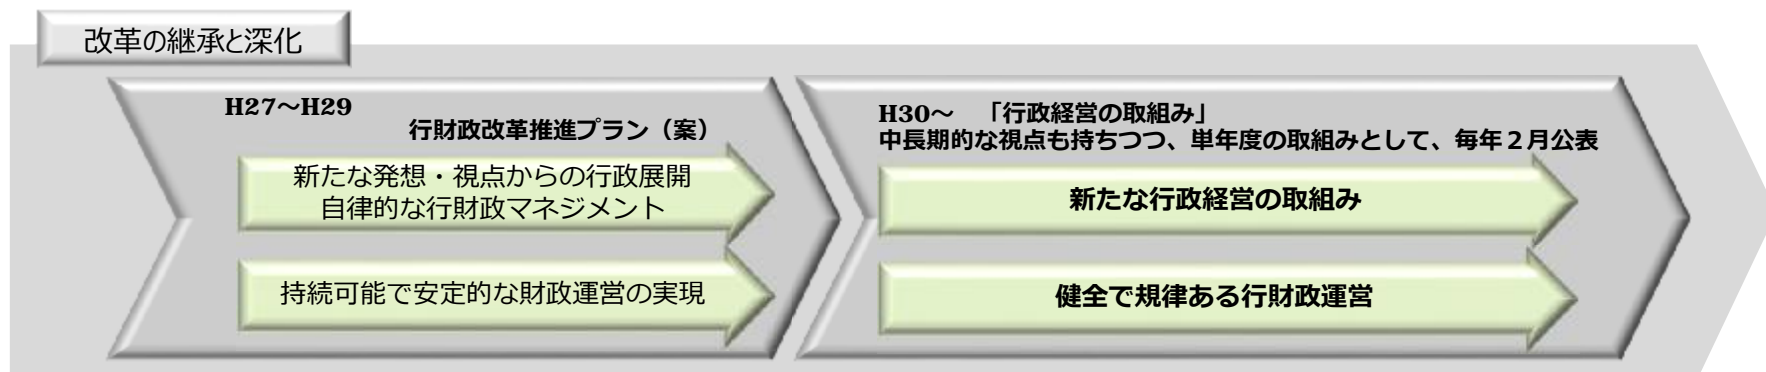 改革の継承と深化
H27～H29
行財政改革推進プラン（案）
新たな発想・視点からの行政展開
自律的な行財政マネジメント
持続可能で安定的な財政運営の実現
H30～　「行政経営の取組み」
中長期的な視点も持ちつつ、単年度の取組みとして、毎年２月公表
新たな行政経営の取組み
健全で規律ある行財政運営